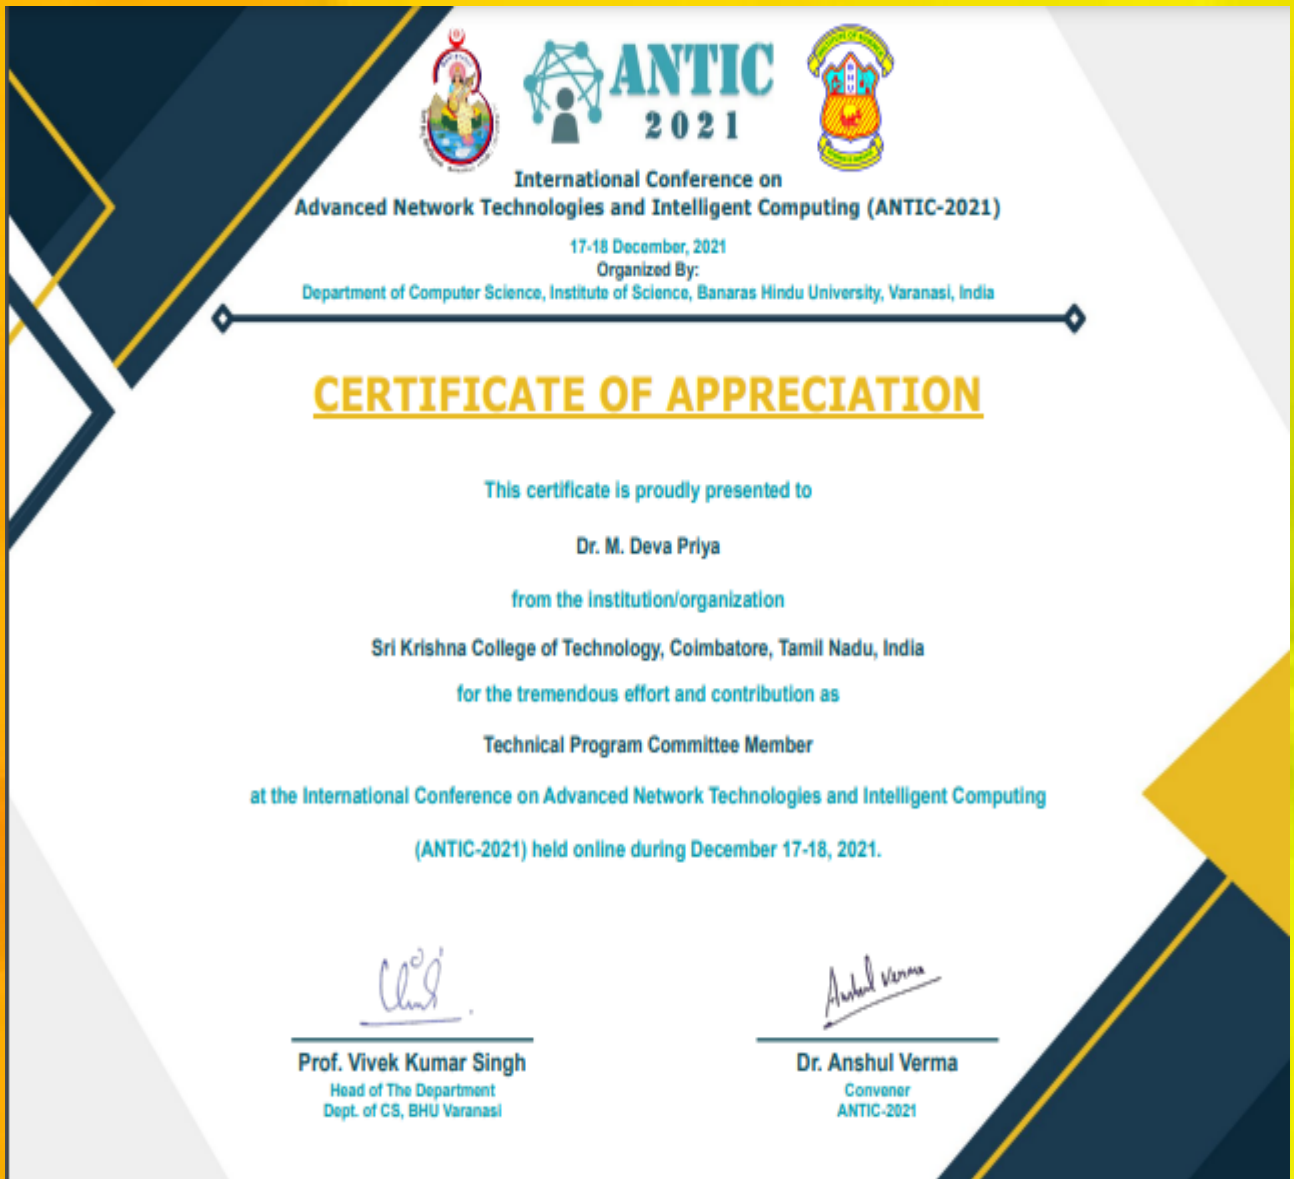 ANTIC
2021
International Conference on
Advanced Network Technologies and Intelligent Computing (ANTIC-2021)
17-18 December, 2021
Organized By:
Department of Computer Science, Institute of Science, Banaras Hindu University, Varanasi, India
CERTIFICATE OF APPRECIATION
This certificate is proudly presented to
Dr. M. Deva Priya
from the institution/organization
Sri Krishna College of Technology, Coimbatore, Tamil Nadu, India
for the tremendous effort and contribution as
Technical Program Committee Member
at the International Conference on Advanced Network Technologies and Intelligent Computing
(ANTIC-2021) held online during December 17-18, 2021.
Anshul Verma
Prof. Vivek Kumar Singh
Head of The Department
Dept. of CS, BHU Varanasi
Dr. Anshul Verma
Convener
ANTIC-2021